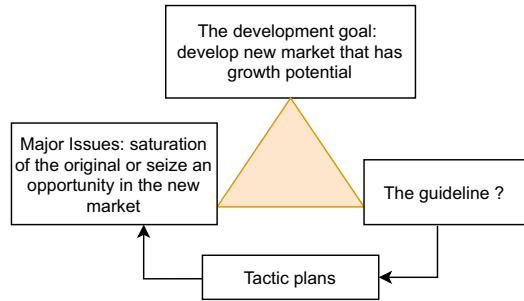 The development goal:
develop new market that has
growth potential
Major Issues: saturation
of the original or seize an
opportunity in the new
market
The guideline ?
Tactic plans